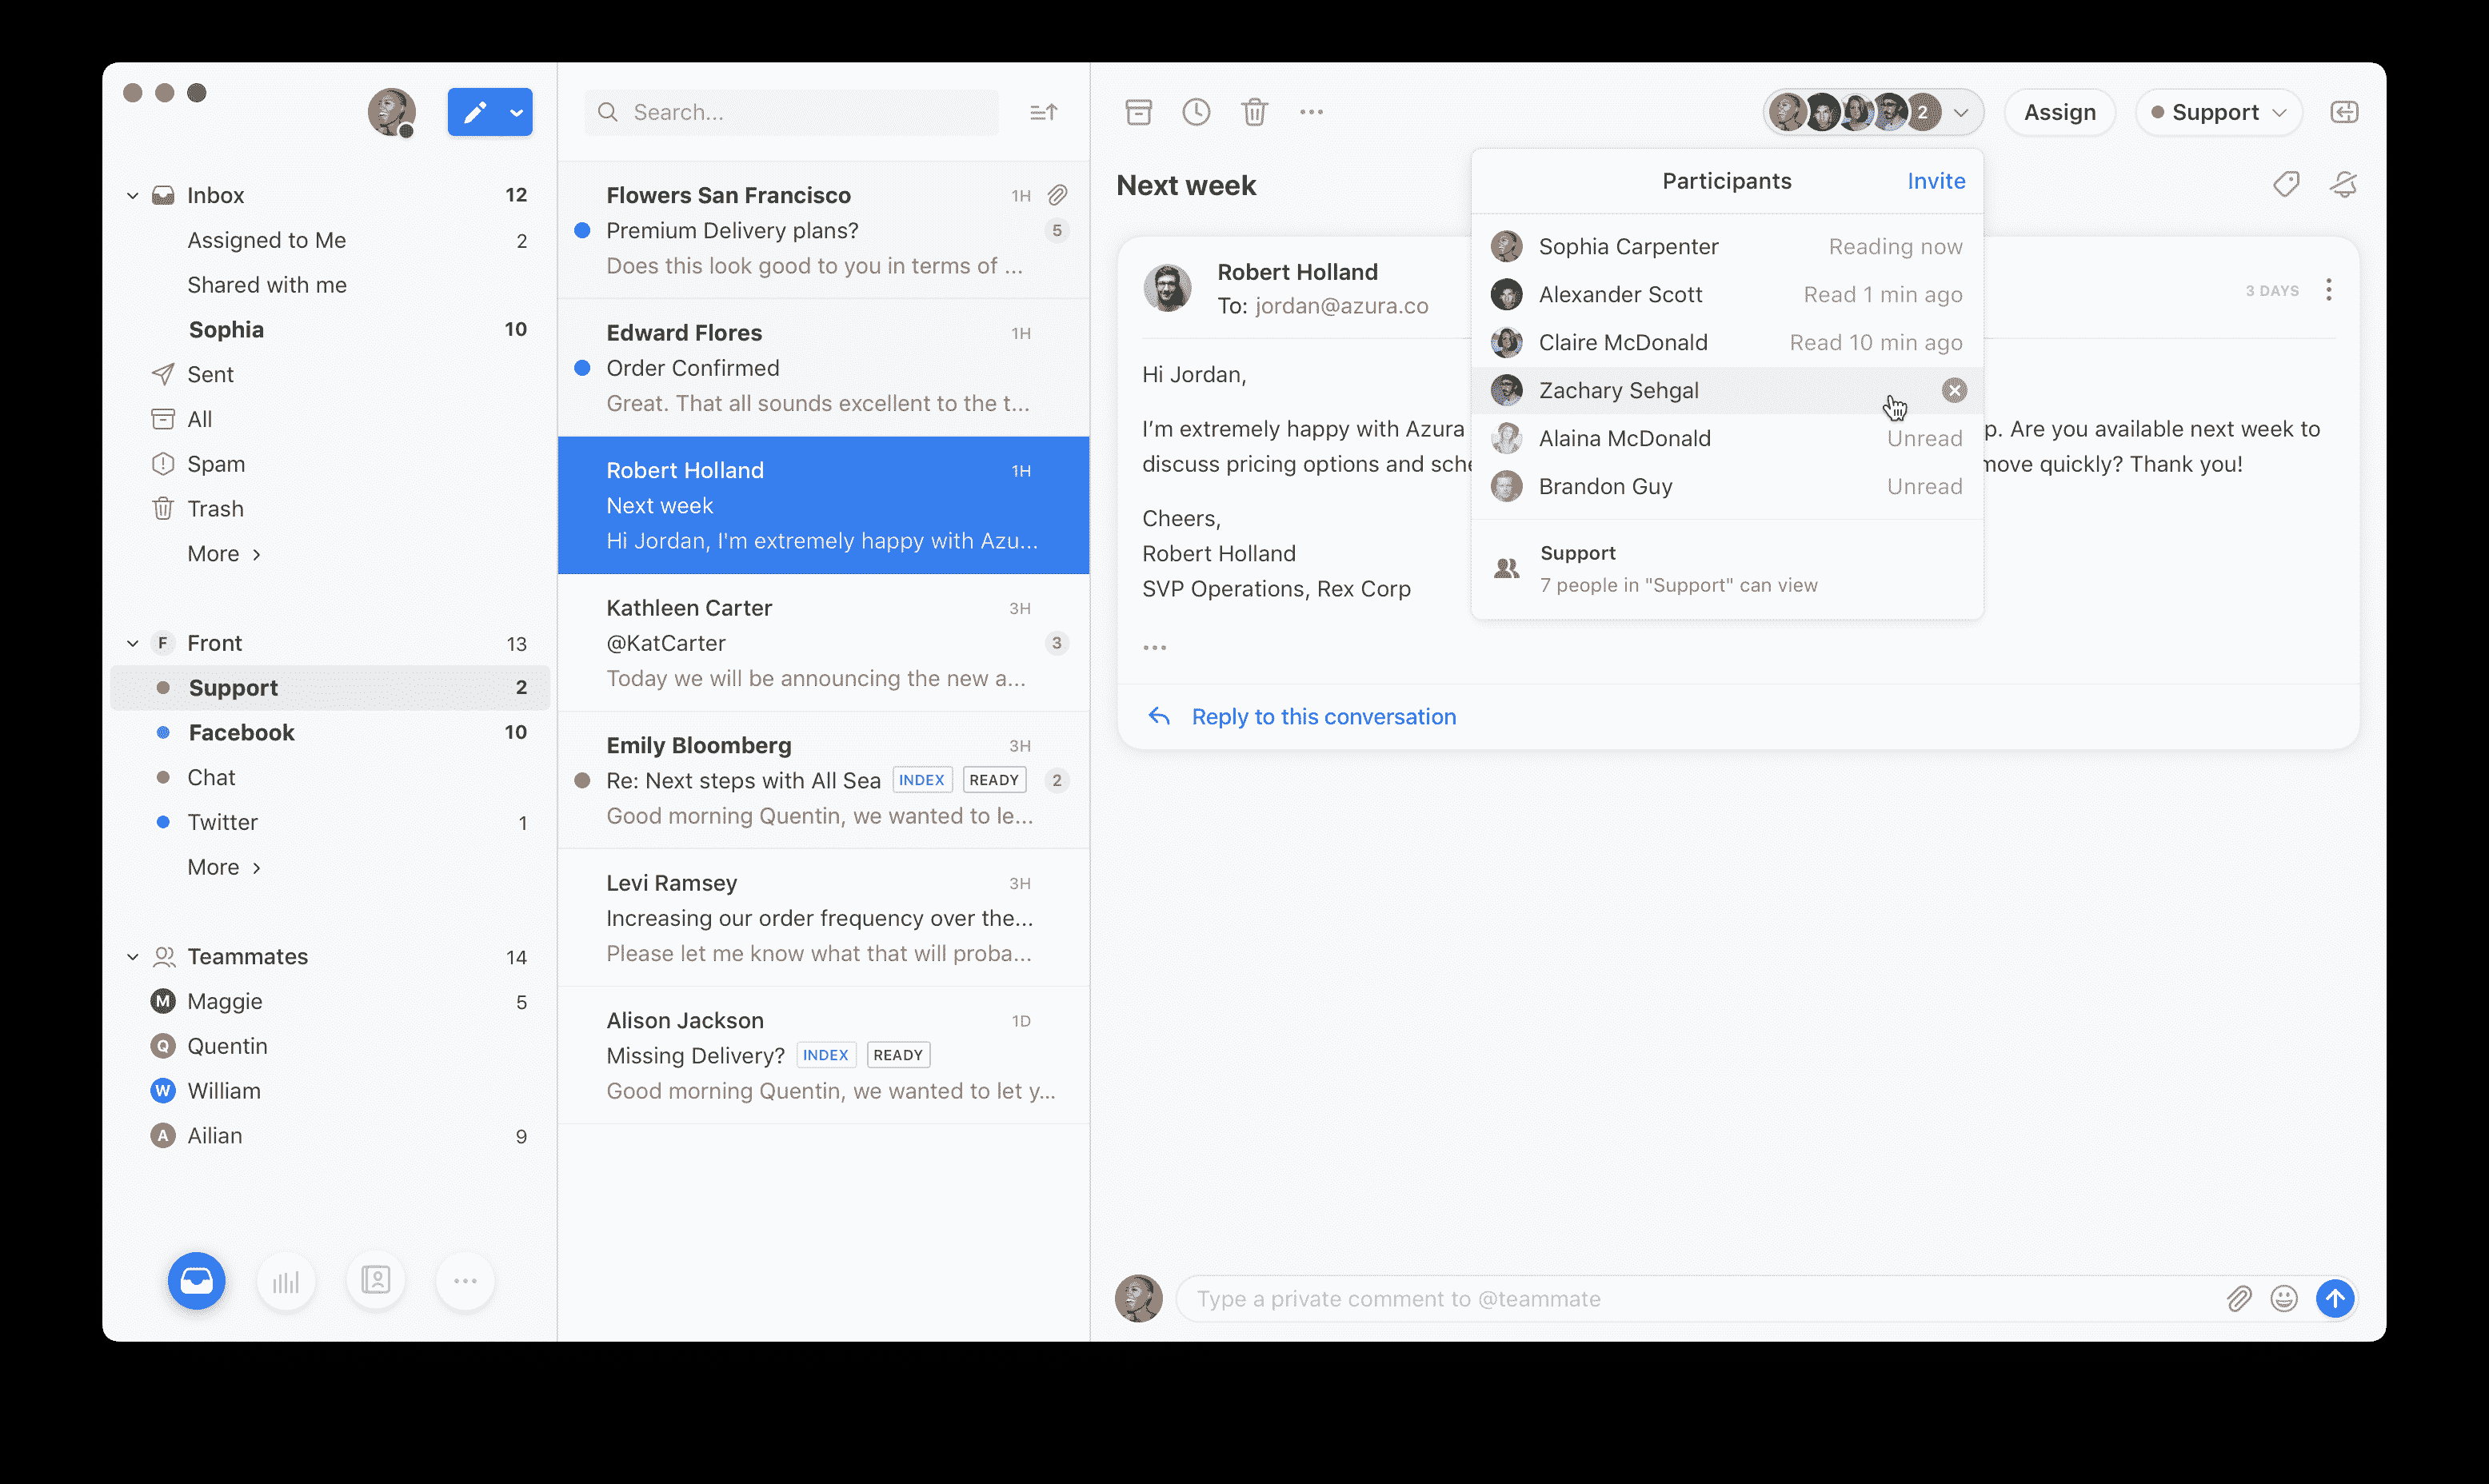 Inbox 12
Assigned to Me 2
Shared with me
Sophia 10
Sent
All
Spam
Trash
More
F Front 13
Support 2
Facebook 10
Chat
Twitter 1
More
Teammates 14
M Maggie 5
Q Quentin
W William
A Ailian 9
Search...
Flowers San Francisco 1H
Premium Delivery plans? 5
Does this look good to you in terms of ...
Edward Flores 1H
Order Confirmed
Great. That all sounds excellent to the t...
Robert Holland 1H
Next week
Hi Jordan, I'm extremely happy with Azu...
Kathleen Carter 3H
@KatCarter 3
Today we will be announcing the new a...
Emily Bloomberg 3H
Re: Next steps with All Sea INDEX READY 2
Good morning Quentin, we wanted to le...
Levi Ramsey 3H
Increasing our order frequency over the...
Please let me know what that will proba...
Alison Jackson 1D
Missing Delivery? INDEX READY
Good morning Quentin, we wanted to let y...
2 Assign Support
Next week
Robert Holland
To: jordan@azura.co
3 DAYS
Hi Jordan,
I’m extremely happy with Azura
p. Are you available next week to
discuss pricing options and sche
move quickly? Thank you!
Cheers,
Robert Holland
SVP Operations, Rex Corp
Reply to this conversation
Participants Invite
Sophia Carpenter Reading now
Alexander Scott Read 1 min ago
Claire McDonald Read 10 min ago
Zachary Sehgal
Alaina McDonald Unread
Brandon Guy Unread
Support
7 people in "Support" can view
Type a private comment to @teammate